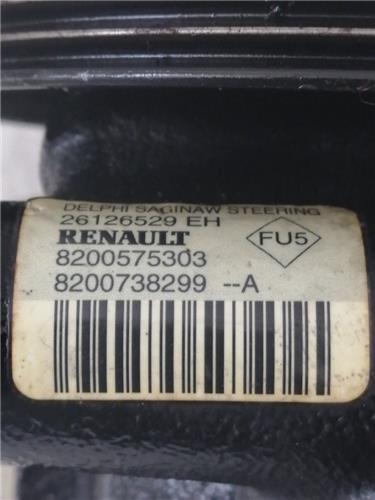 DELPHI SAGINAW STEERING
26126529 EH
RENAULT
FU5
8200575303
8200738299 --A